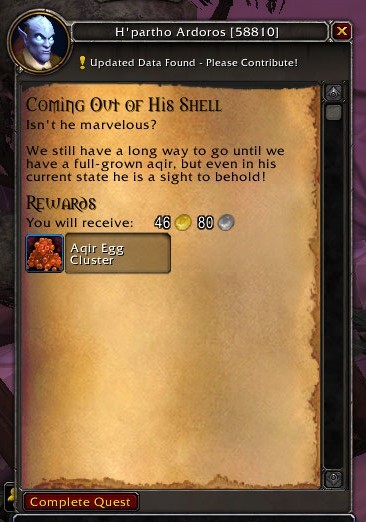 H'partho Ardoros [58810]
! Updated Data Found - Please Contribute!
Coming Out of His Shell
Isn't he marvelous?
We still have a long way to go until we
have a full-grown aqir, but even in his
current state he is a sight to behold!
Rewards
You will receive: 46 80
Aqir Egg
Cluster
Complete Quest